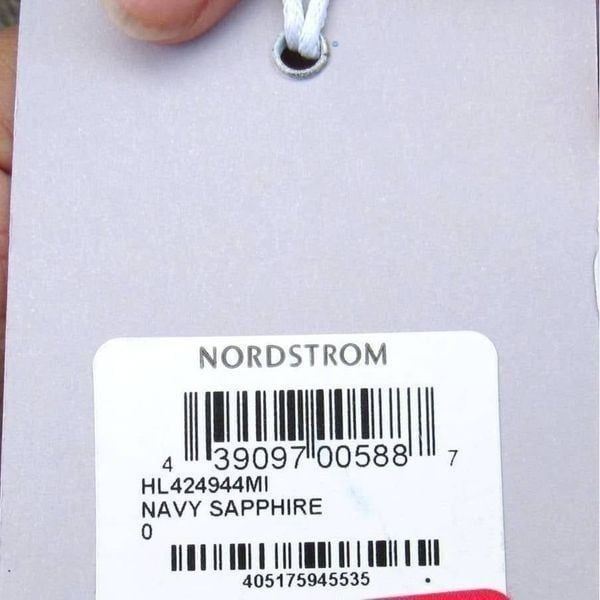 NORDSTROM
4 39097 00588 7
HL424944MI
NAVY SAPPHIRE
0
405175945535